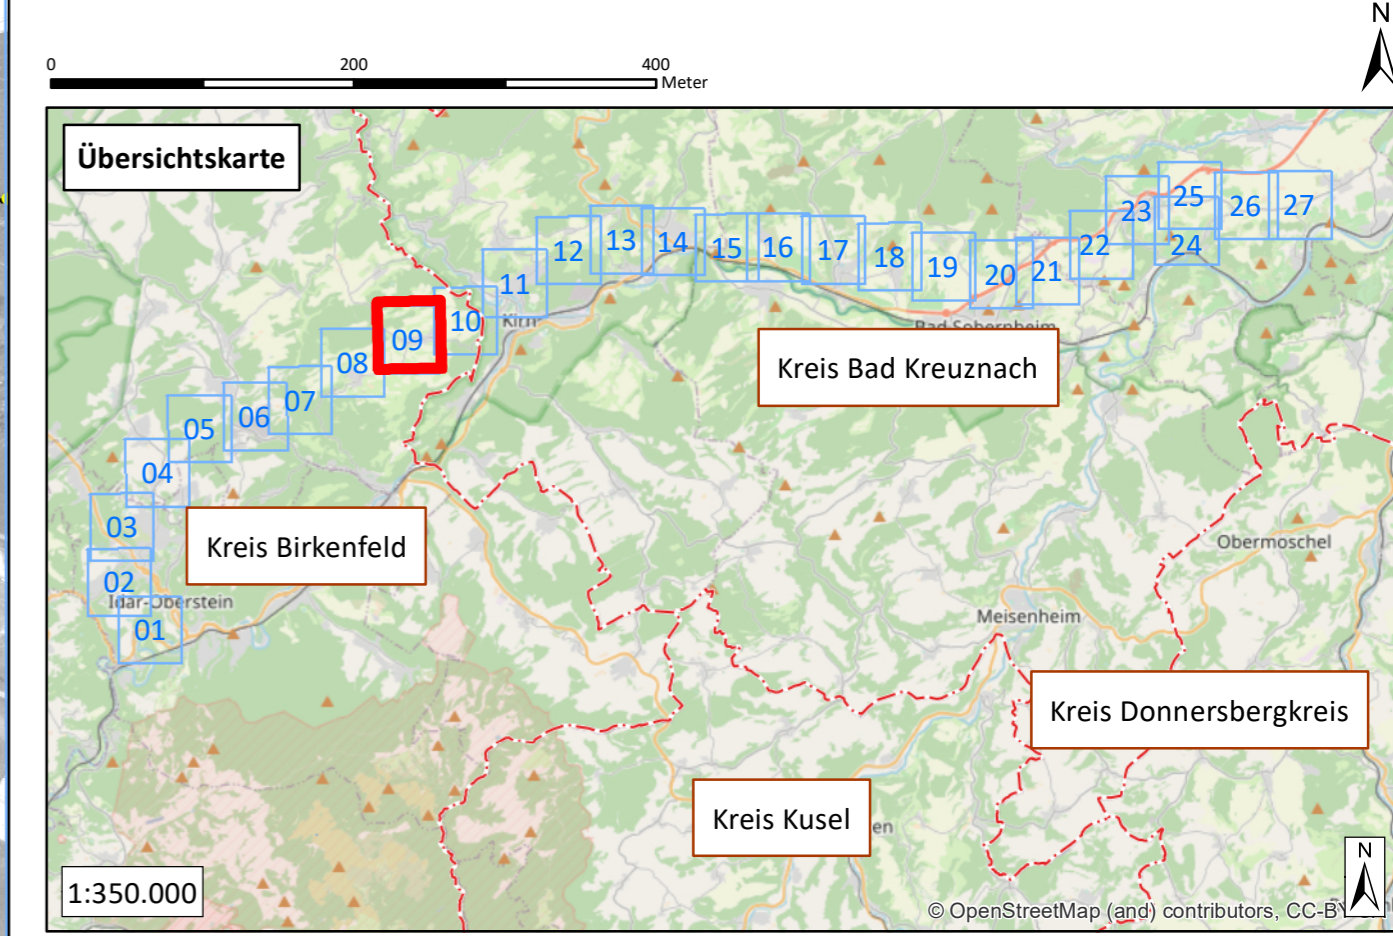 N
0 200 400
Meter
Übersichtskarte
25
23 26 27
13
12 14 15 16 17 22 24
18
19
11 20 21
10 Kirn
09
Bad Sobernheim
08
Kreis Bad Kreuznach
07
06
05
04
03
Kreis Birkenfeld
Obermoschel
02
Idar-Oberstein
01
Meisenheim
Kreis Donnersbergkreis
Kreis Kusel
en
1:350.000
N
© OpenStreetMap (and) contributors, CC-BY